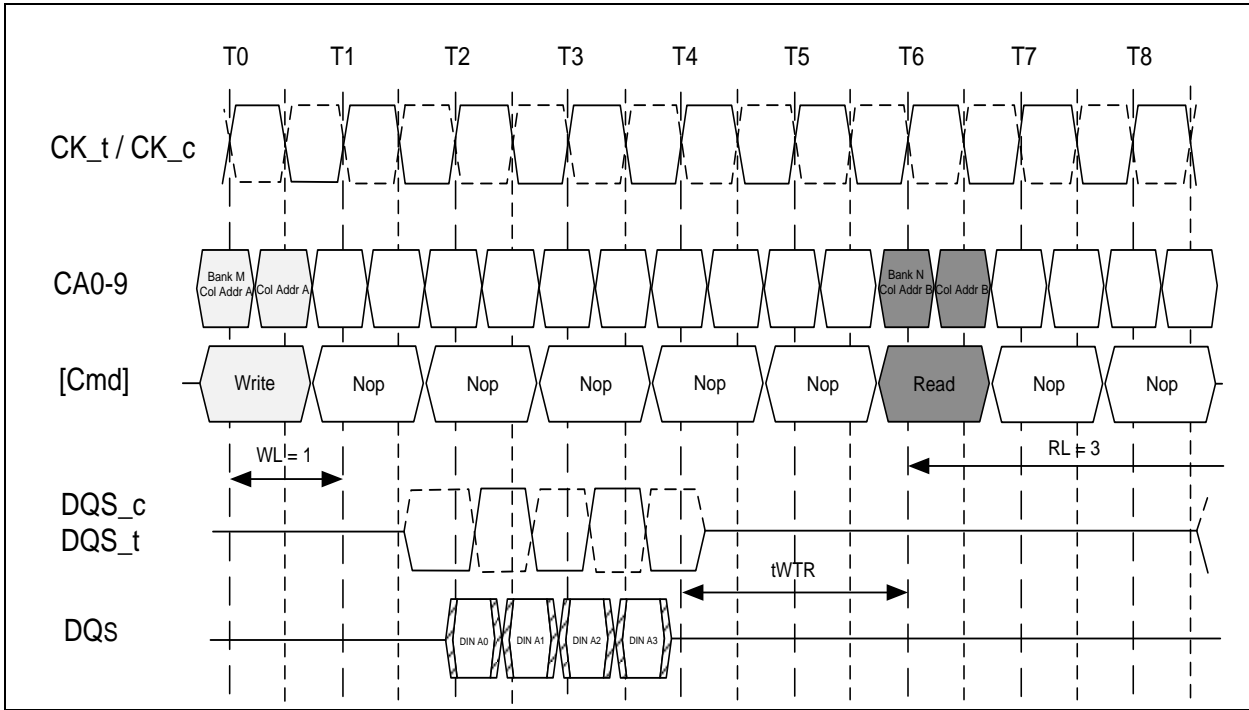 T0 T1 T2 T3 T4 T5 T6 T7 T8
CK_t / CK_c
CA0-9
Bank M
Col Addr A
Col Addr A
Bank N
Col Addr B
Col Addr B
[Cmd]
Write Nop Nop Nop Nop Nop Read Nop Nop
WL = 1
RL = 3
DQS_c
DQS_t
tWTR
DQs
DIN A0 DIN A1 DIN A2 DIN A3